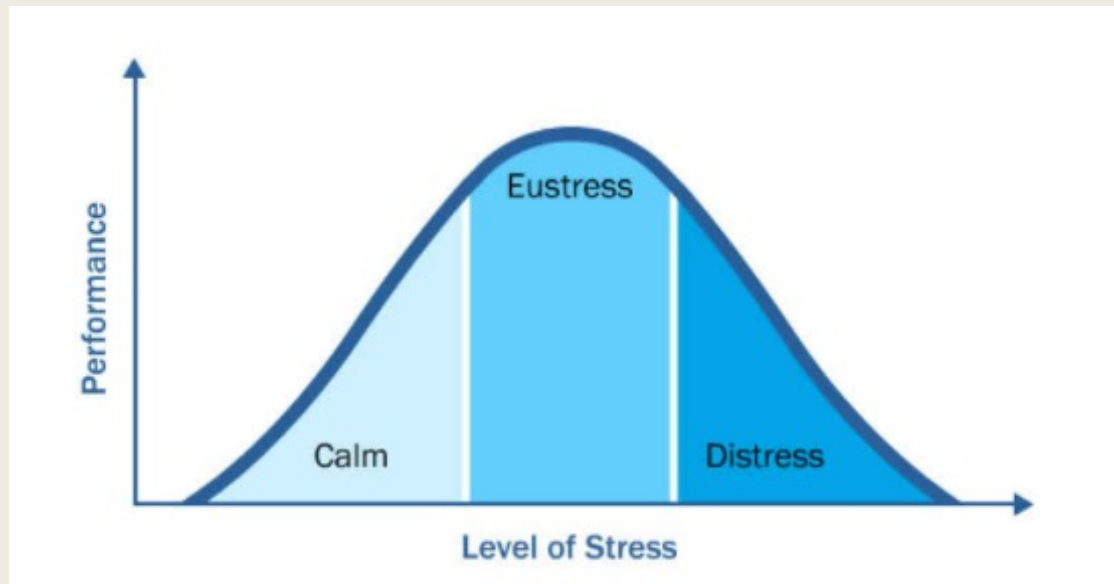 Performance
Eustress
Calm
Distress
Level of Stress